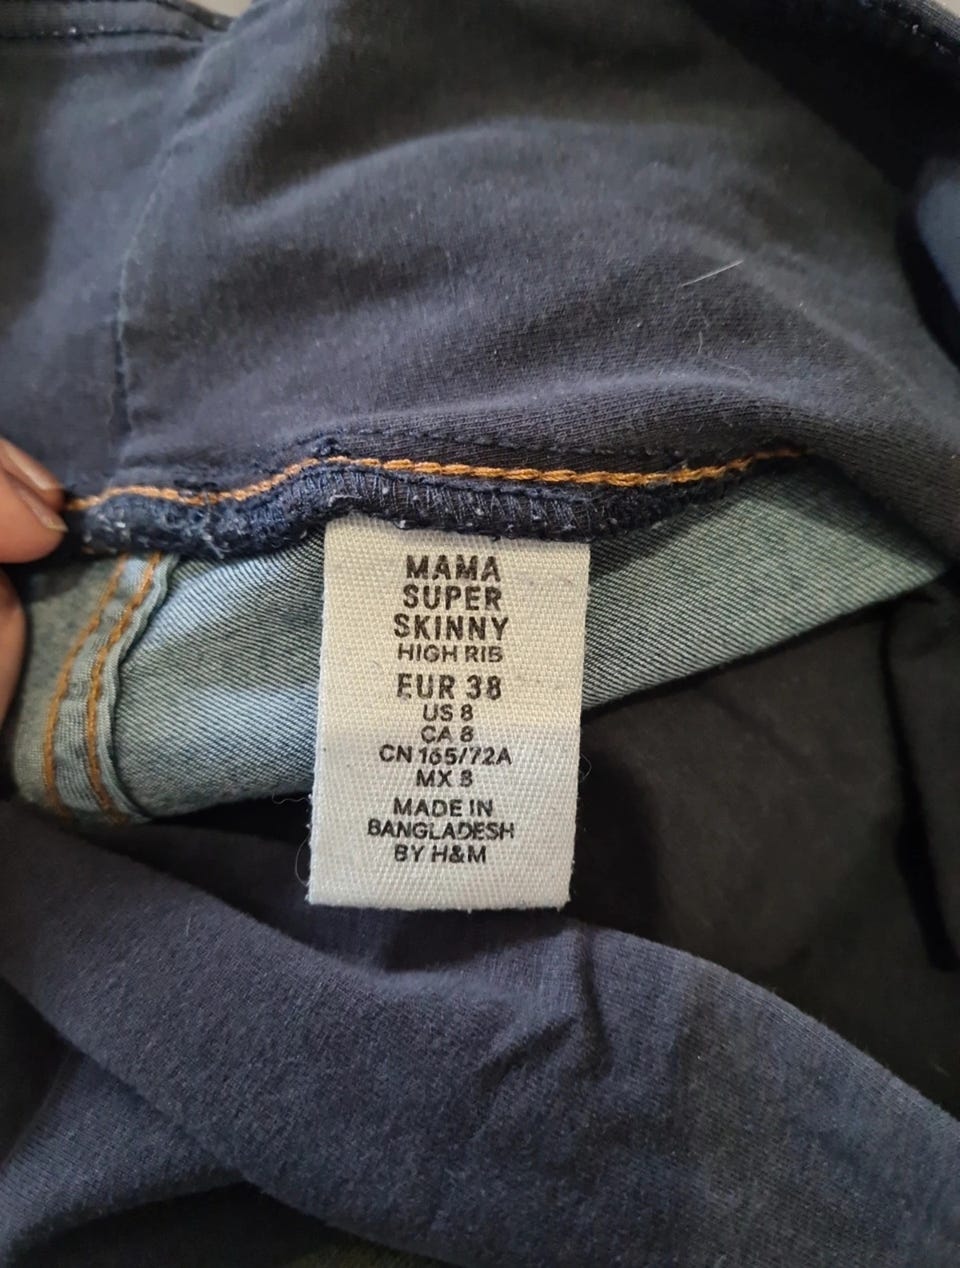 MAMA
SUPER
SKINNY
HIGH RIB
EUR 38
US 8
CA 8
CN 165/72A
MX 8
MADE IN
BANGLADESH
BY H&M